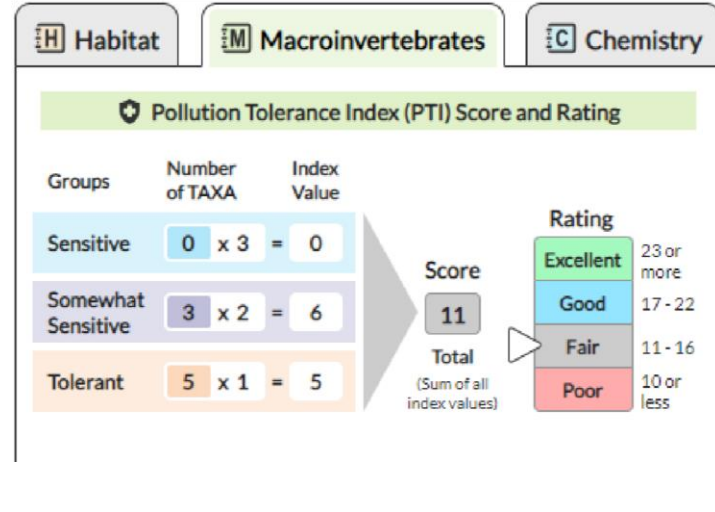 H Habitat
M Macroinvertebrates
C Chemistry
Pollution Tolerance Index (PTI) Score and Rating
Groups
Number
of TAXA
Index
Value
Sensitive 0 x 3 = 0
Somewhat
Sensitive
3 x 2 = 6
Tolerant 5 x 1 = 5
Score
11
Total
(Sum of all
index values)
Rating
Excellent
23 or
more
Good 17 - 22
Fair 11 - 16
Poor
10 or
less